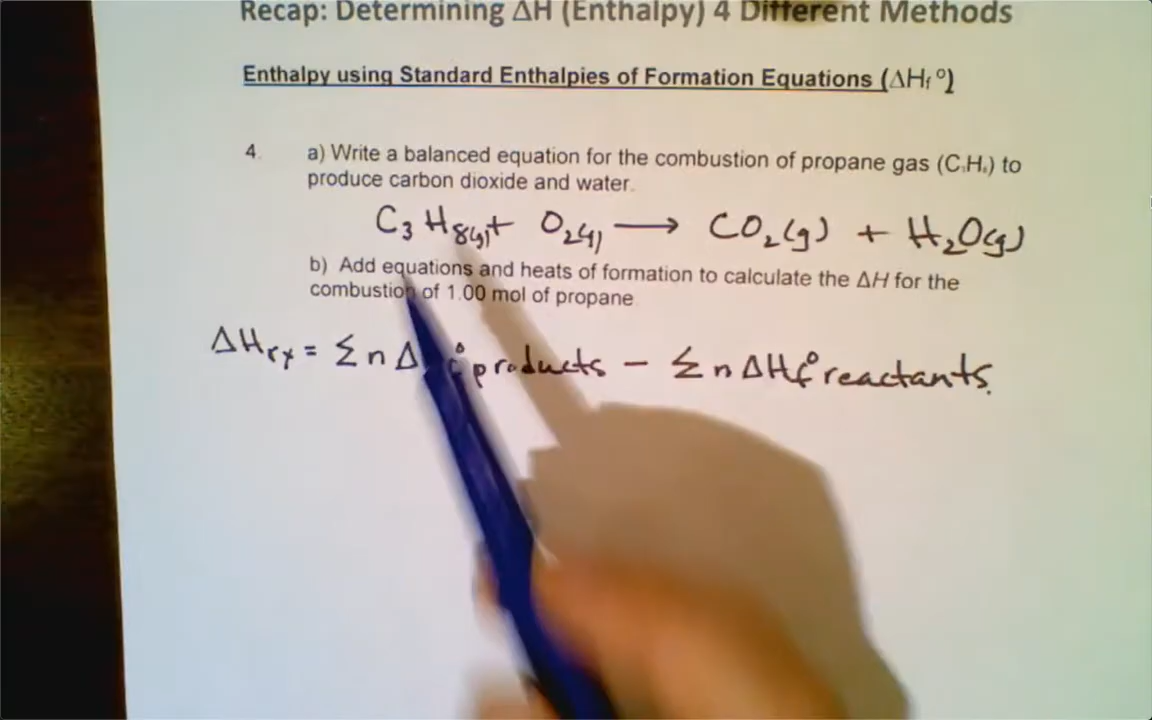 Recap: Determining ΔH (Enthalpy) 4 Different Methods
Enthalpy using Standard Enthalpies of Formation Equations (ΔHf°)
4. a) Write a balanced equation for the combustion of propane gas (C₃H₈) to
produce carbon dioxide and water.
C₃H₈(g) + O₂(g) → CO₂(g) + H₂O(g)
b) Add equations and heats of formation to calculate the ΔH for the
combustion of 1.00 mol of propane
ΔHrx = Σn Δ f° products − Σn ΔHf° reactants.